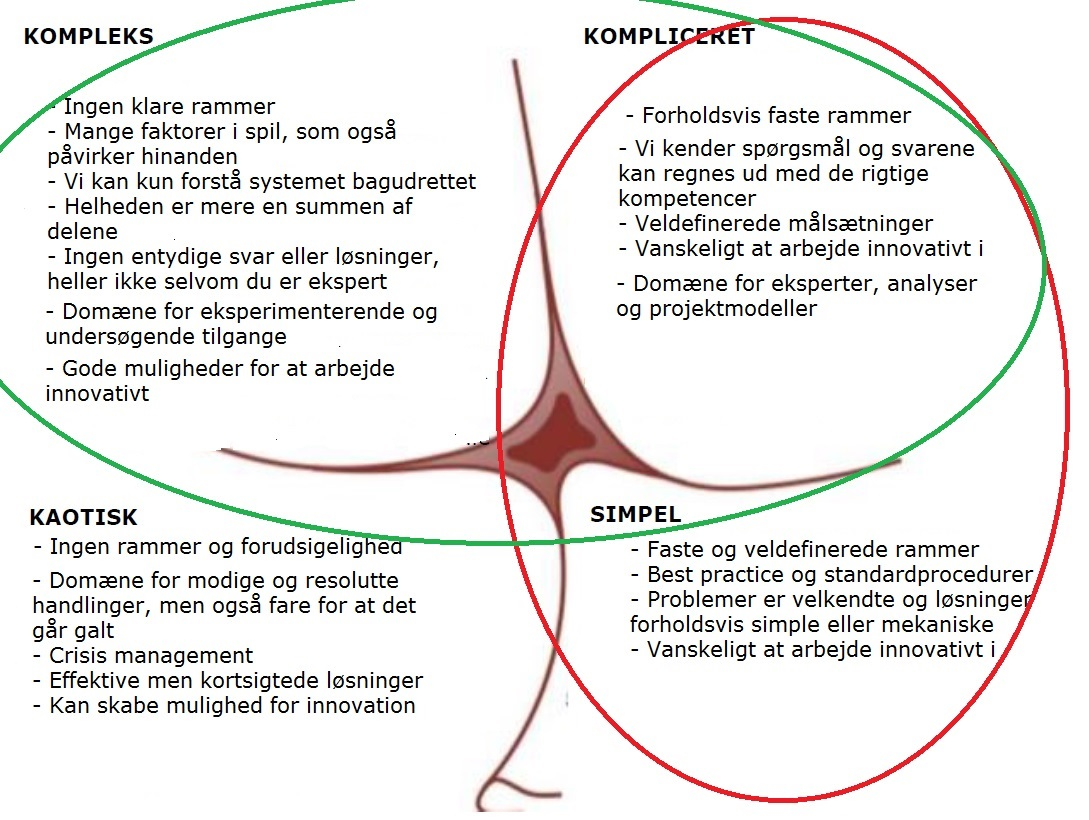 KOMPLEKS
- Ingen klare rammer
- Mange faktorer i spil, som også
påvirker hinanden
- Vi kan kun forstå systemet bagudrettet
- Helheden er mere en summen af
delene
- Ingen entydige svar eller løsninger,
heller ikke selvom du er ekspert
- Domæne for eksperimenterende og
undersøgende tilgange
- Gode muligheder for at arbejde
innovativt
KOMPLICERET
- Forholdsvis faste rammer
- Vi kender spørgsmål og svarene
kan regnes ud med de rigtige
kompetencer
- Veldefinerede målsætninger
- Vanskeligt at arbejde innovativt i
- Domæne for eksperter, analyser
og projektmodeller
KAOTISK
- Ingen rammer og forudsigelighed
- Domæne for modige og resolutte
handlinger, men også fare for at det
går galt
- Crisis management
- Effektive men kortsigtede løsninger
- Kan skabe mulighed for innovation
SIMPEL
- Faste og veldefinerede rammer
- Best practice og standardprocedurer
- Problemer er velkendte og løsninger
forholdsvis simple eller mekaniske
- Vanskeligt at arbejde innovativt i